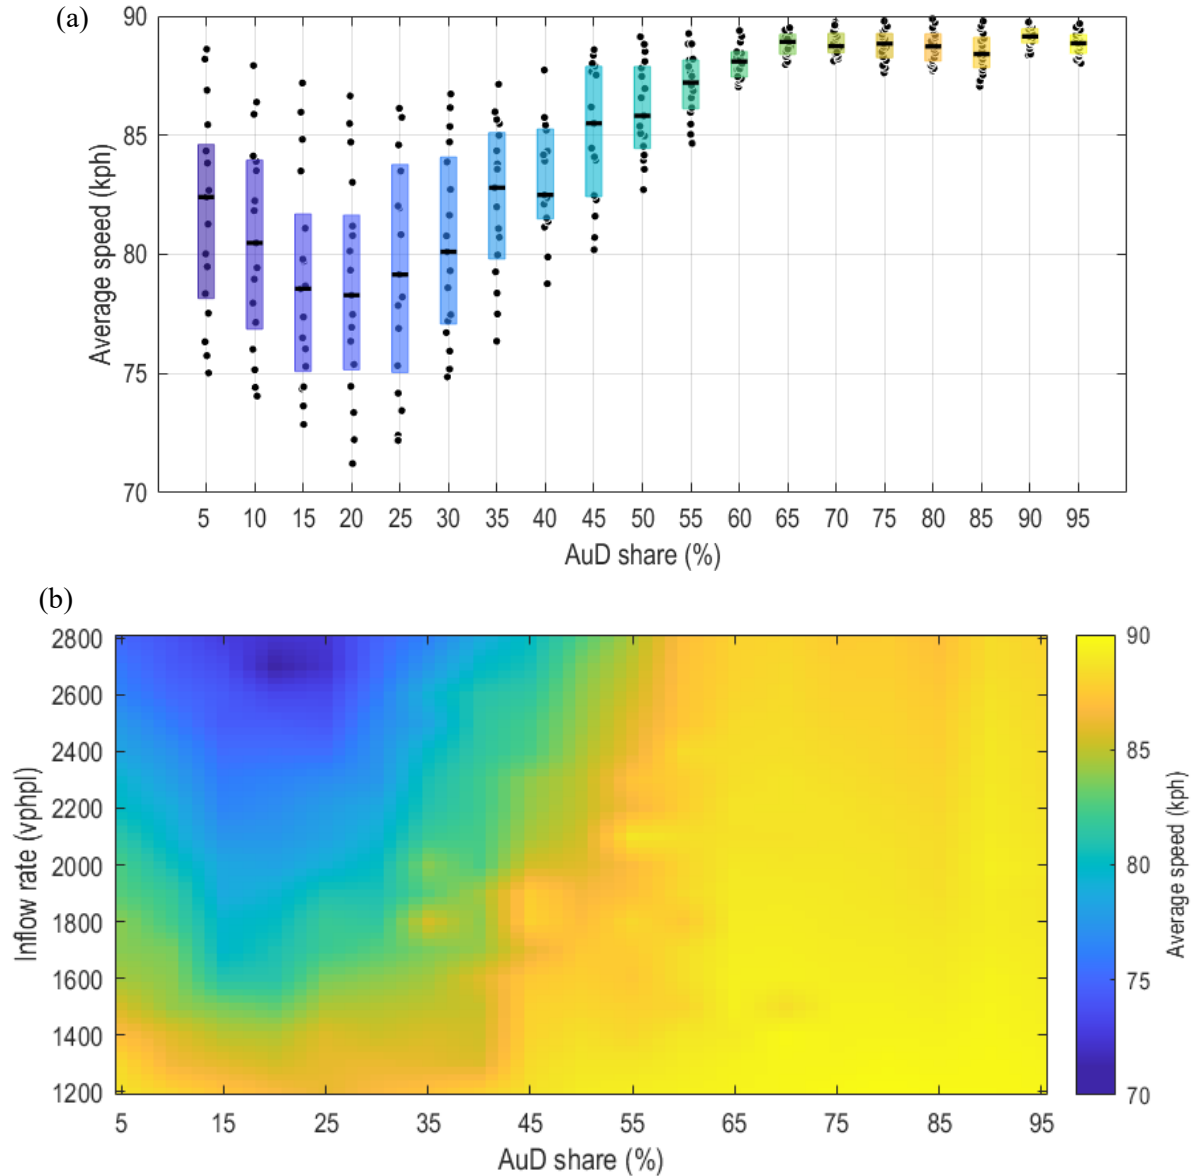 (a)
90
85
80
75
70
Average speed (kph)
5 10 15 20 25 30 35 40 45 50 55 60 65 70 75 80 85 90 95
AuD share (%)
(b)
2800
2600
2400
2200
2000
1800
1600
1400
1200
Inflow rate (vphpl)
5 15 25 35 45 55 65 75 85 95
AuD share (%)
90
85
80
75
70
Average speed (kph)